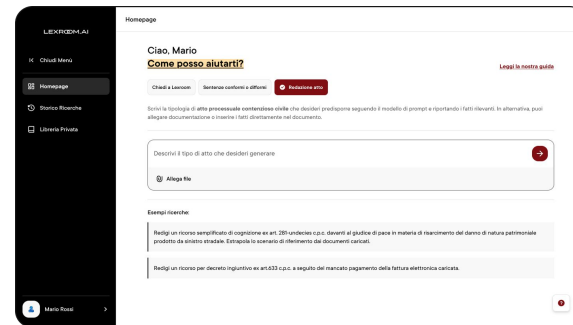 LEXROOM.AI
Chiudi Menù
Homepage
Storico Ricerche
Libreria Privata
Mario Rossi
Homepage
Ciao, Mario
Come posso aiutarti?
Leggi la nostra guida
Chiedi a Lexroom
Sentenze conformi o difformi
Redazione atto
Scrivi la tipologia di atto processuale contenzioso civile che desideri predisporre seguendo il modello di prompt e riportando i fatti rilevanti. In alternativa, puoi
allegare documentazione o inserire i fatti direttamente nel documento.
Descrivi il tipo di atto che desideri generare
Allega file
Esempi ricerche:
Redigi un ricorso semplificato di cognizione ex art. 281-undecies c.p.c. davanti al giudice di pace in materia di risarcimento del danno di natura patrimoniale
prodotto da sinistro stradale. Estrapola lo scenario di riferimento dai documenti caricati.
Redigi un ricorso per decreto ingiuntivo ex art.633 c.p.c. a seguito del mancato pagamento della fattura elettronica caricata.